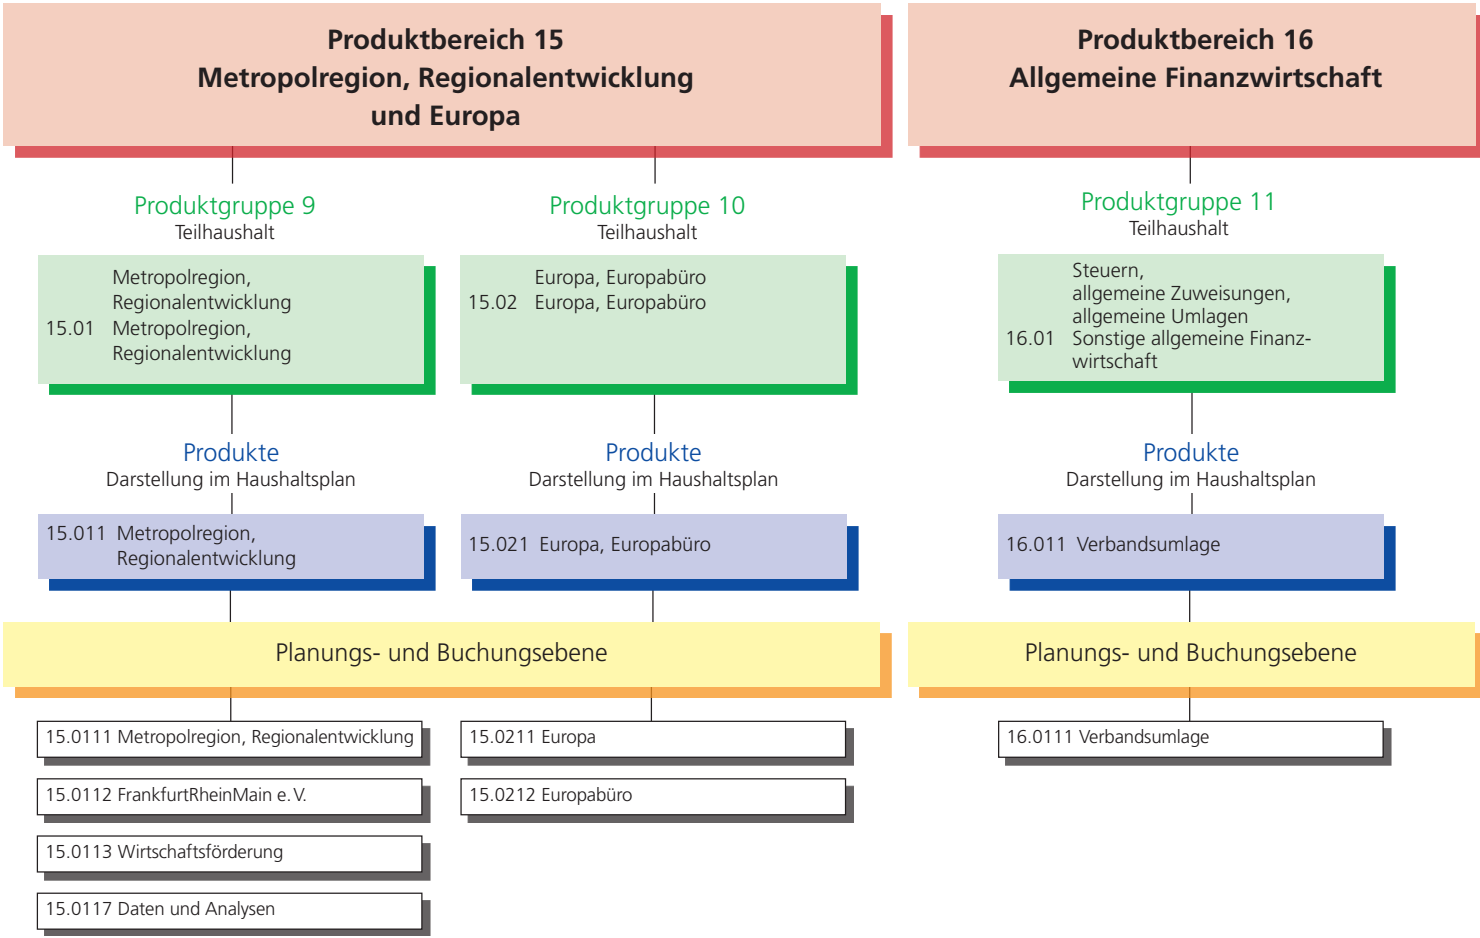 Produktbereich 15
Metropolregion, Regionalentwicklung
und Europa
Produktgruppe 9
Teilhaushalt
Metropolregion,
Regionalentwicklung
15.01 Metropolregion,
Regionalentwicklung
Produkte
Darstellung im Haushaltsplan
15.011 Metropolregion,
Regionalentwicklung
Produktgruppe 10
Teilhaushalt
Europa, Europabüro
15.02 Europa, Europabüro
Produkte
Darstellung im Haushaltsplan
15.021 Europa, Europabüro
Planungs- und Buchungsebene
15.0111 Metropolregion, Regionalentwicklung
15.0112 FrankfurtRheinMain e.V.
15.0113 Wirtschaftsförderung
15.0117 Daten und Analysen
15.0211 Europa
15.0212 Europabüro
Produktbereich 16
Allgemeine Finanzwirtschaft
Produktgruppe 11
Teilhaushalt
Steuern,
allgemeine Zuweisungen,
allgemeine Umlagen
16.01 Sonstige allgemeine Finanz-
wirtschaft
Produkte
Darstellung im Haushaltsplan
16.011 Verbandsumlage
Planungs- und Buchungsebene
16.0111 Verbandsumlage